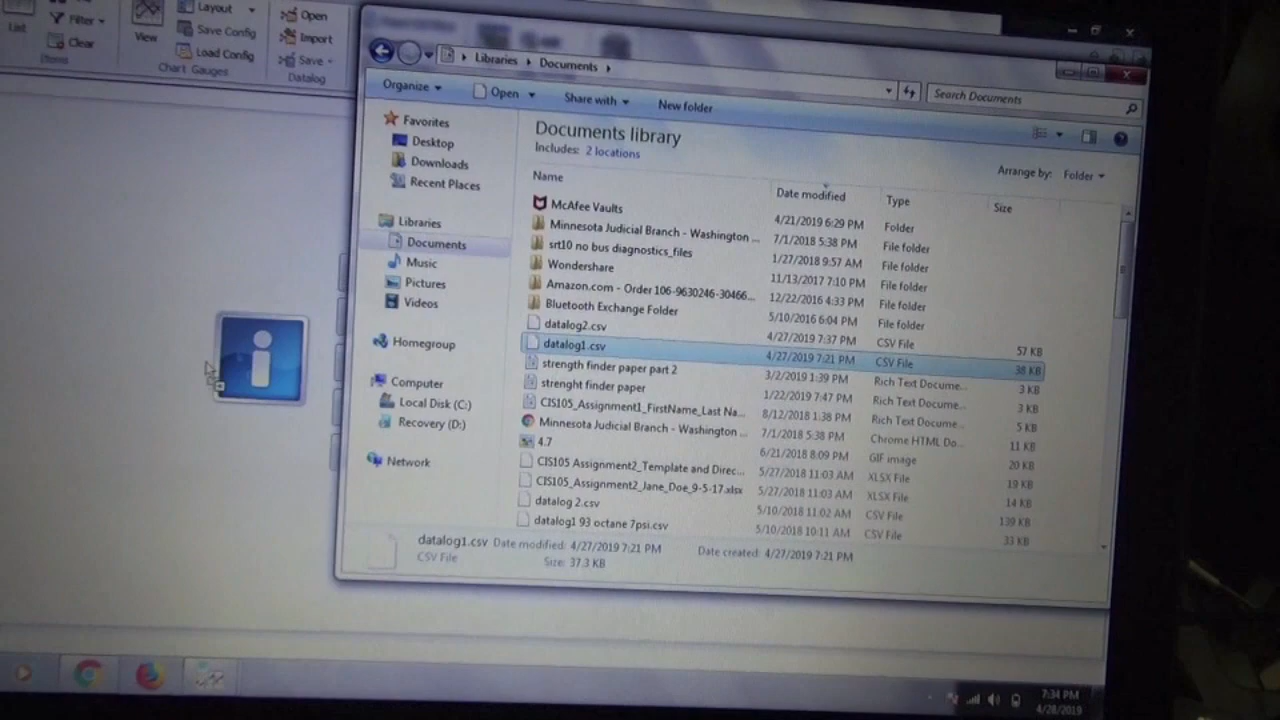 List
Filter
Clear
Items
View
Layout
Save Config
Load Config
Chart Gauges
Open
Import
Save
Datalog
Libraries
Documents
Search Documents
Organize
Open
Share with
New folder
Favorites
Desktop
Downloads
Recent Places
Libraries
Documents
Music
Pictures
Videos
Homegroup
Computer
Local Disk (C:)
Recovery (D:)
Network
Documents library
Includes: 2 locations
Arrange by: Folder
Name Date modified Type Size
McAfee Vaults 4/21/2019 6:29 PM Folder
Minnesota Judicial Branch - Washington ... 7/1/2018 5:38 PM File folder
srt10 no bus diagnostics_files 1/27/2018 9:57 AM File folder
Wondershare 11/13/2017 7:10 PM File folder
Amazon.com - Order 106-9630246-30466... 12/22/2016 4:33 PM File folder
Bluetooth Exchange Folder 5/10/2016 6:04 PM File folder
datalog2.csv 4/27/2019 7:37 PM CSV File 57 KB
datalog1.csv 4/27/2019 7:21 PM CSV File 38 KB
strength finder paper part 2 3/2/2019 1:39 PM Rich Text Docume... 3 KB
strenght finder paper 1/22/2019 7:47 PM Rich Text Docume... 3 KB
CIS105_Assignment1_FirstName_Last Na... 8/12/2018 1:38 PM Rich Text Docume... 5 KB
Minnesota Judicial Branch - Washington ... 7/1/2018 5:38 PM Chrome HTML Do... 11 KB
4.7 6/21/2018 8:09 PM GIF image 20 KB
CIS105 Assignment2_Template and Direc... 5/27/2018 11:03 AM XLSX File 19 KB
CIS105_Assignment2_Jane_Doe_9-5-17.xlsx 5/27/2018 11:03 AM XLSX File 14 KB
datalog 2.csv 5/10/2018 11:02 AM CSV File 139 KB
datalog1 93 octane 7psi.csv 5/10/2018 10:11 AM CSV File 33 KB
datalog1.csv Date modified: 4/27/2019 7:21 PM Date created: 4/27/2019 7:21 PM
CSV File Size: 37.3 KB
7:34 PM
4/28/2019